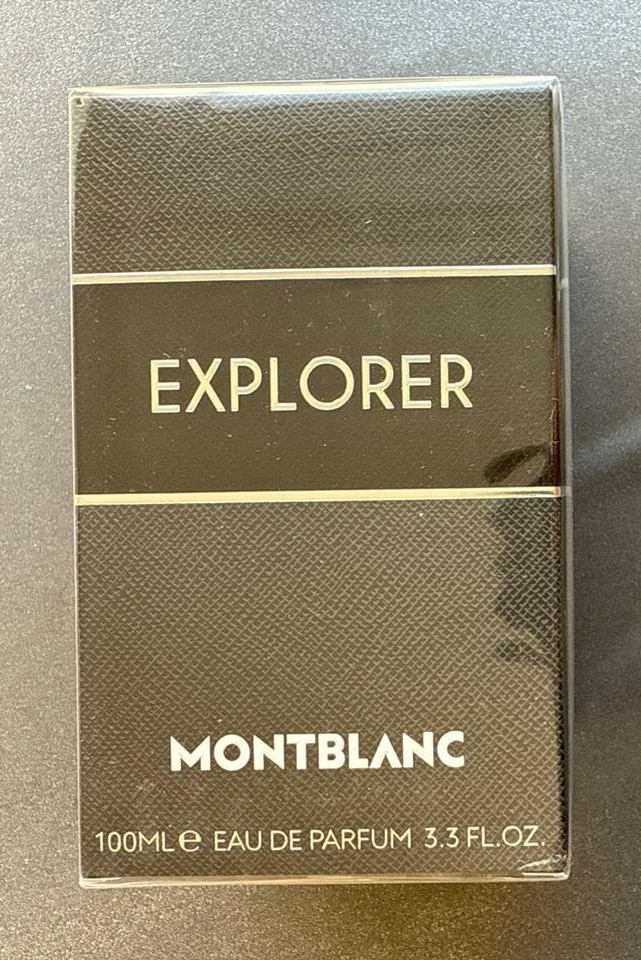 EXPLORER
MONTBLANC
100ML℮ EAU DE PARFUM 3.3 FL.OZ.